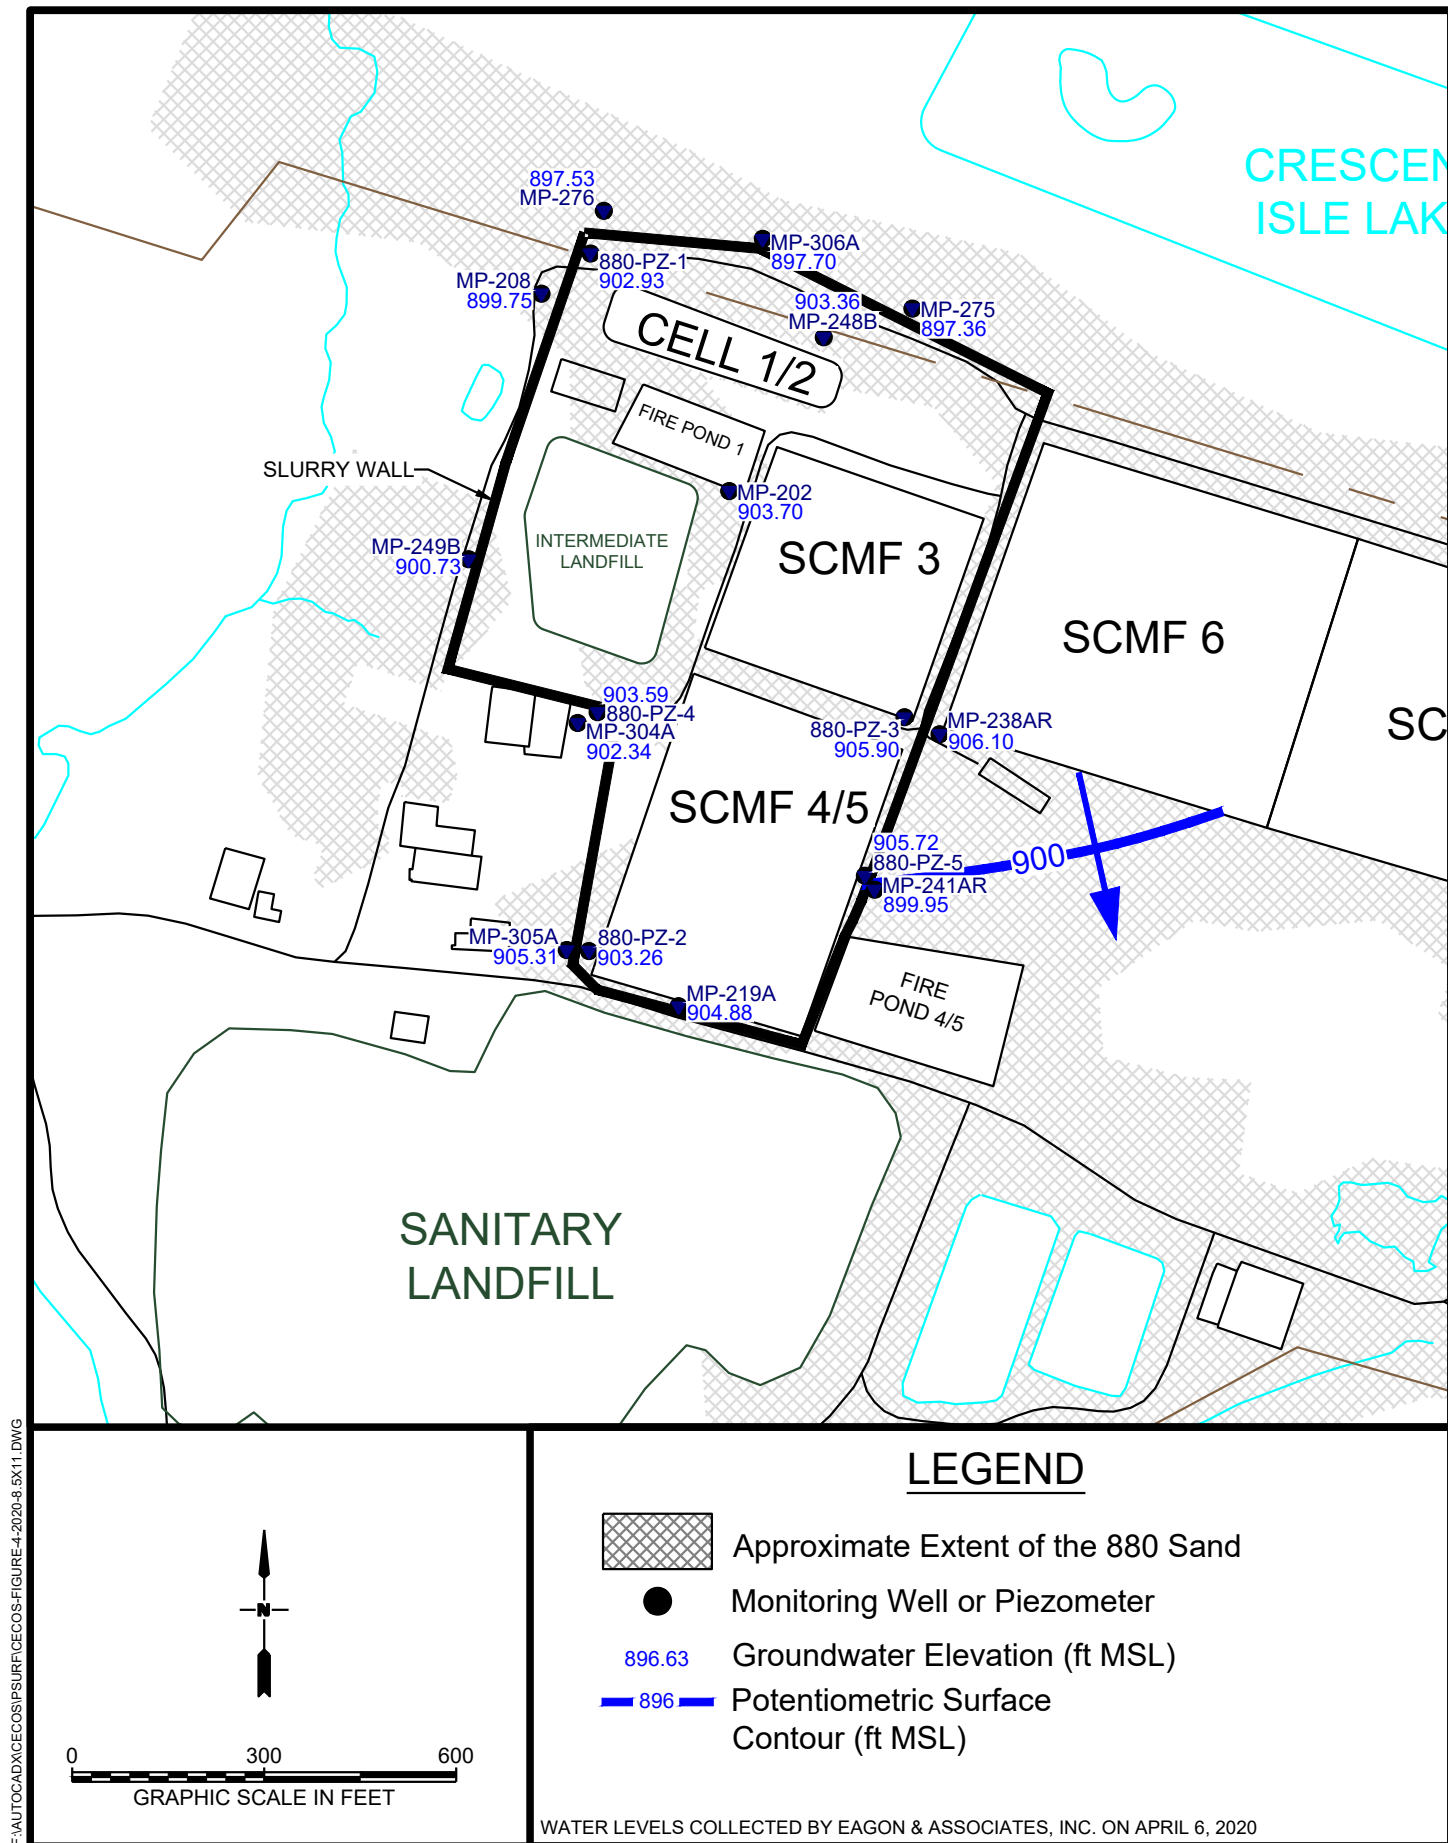 CRESCEN
ISLE LAK
897.53
MP-276
MP-306A
897.70
880-PZ-1
902.93
MP-208
899.75
903.36
MP-248B
MP-275
897.36
CELL 1/2
FIRE POND 1
SLURRY WALL
MP-202
903.70
INTERMEDIATE
LANDFILL
SCMF 3
MP-249B
900.73
SCMF 6
903.59
880-PZ-4
MP-304A
902.34
880-PZ-3
905.90
MP-238AR
906.10
SC
SCMF 4/5
905.72
880-PZ-5
900
MP-241AR
899.95
MP-305A
905.31
880-PZ-2
903.26
MP-219A
904.88
FIRE
POND 4/5
SANITARY
LANDFILL
F:\AUTOCADX\CECOS\PSURF\CECOS-FIGURE-4-2020-8.5X11.DWG
N
0 300 600
GRAPHIC SCALE IN FEET
LEGEND
Approximate Extent of the 880 Sand
Monitoring Well or Piezometer
896.63 Groundwater Elevation (ft MSL)
896 Potentiometric Surface
Contour (ft MSL)
WATER LEVELS COLLECTED BY EAGON & ASSOCIATES, INC. ON APRIL 6, 2020